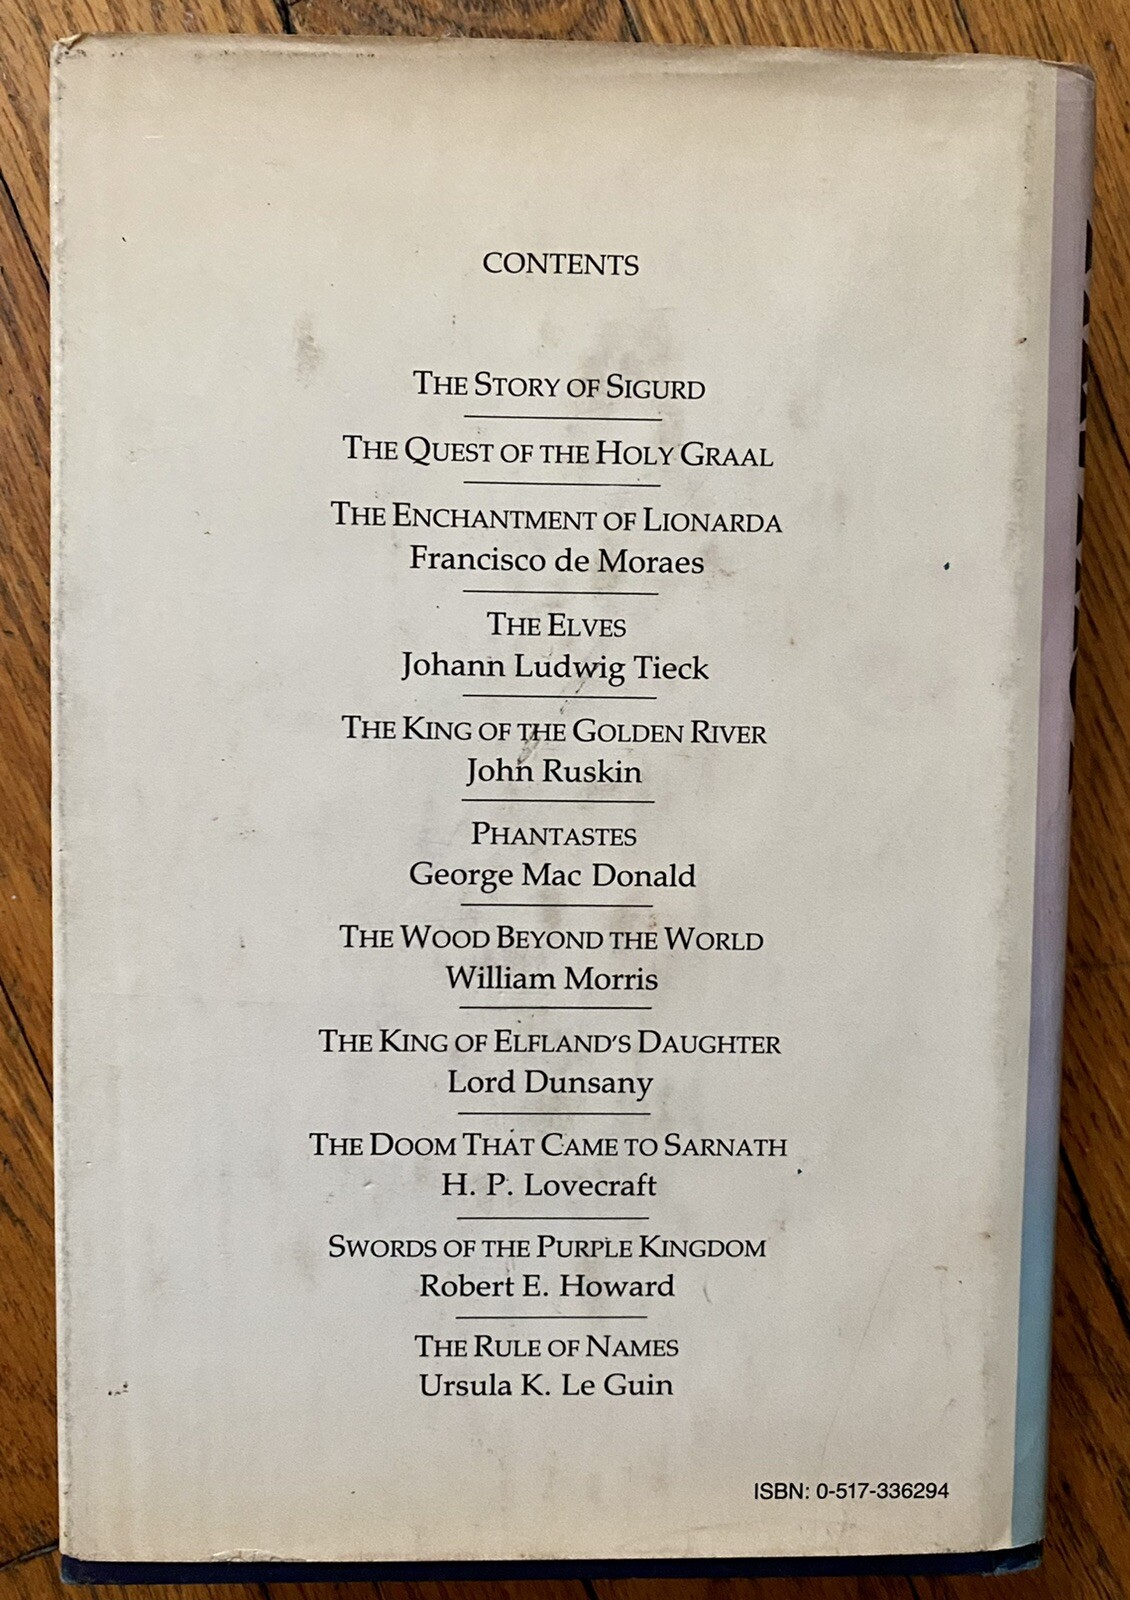 CONTENTS
THE STORY OF SIGURD
THE QUEST OF THE HOLY GRAAL
THE ENCHANTMENT OF LIONARDA
Francisco de Moraes
THE ELVES
Johann Ludwig Tieck
THE KING OF THE GOLDEN RIVER
John Ruskin
PHANTASTES
George Mac Donald
THE WOOD BEYOND THE WORLD
William Morris
THE KING OF ELFLAND'S DAUGHTER
Lord Dunsany
THE DOOM THAT CAME TO SARNATH
H. P. Lovecraft
SWORDS OF THE PURPLE KINGDOM
Robert E. Howard
THE RULE OF NAMES
Ursula K. Le Guin
ISBN: 0-517-336294